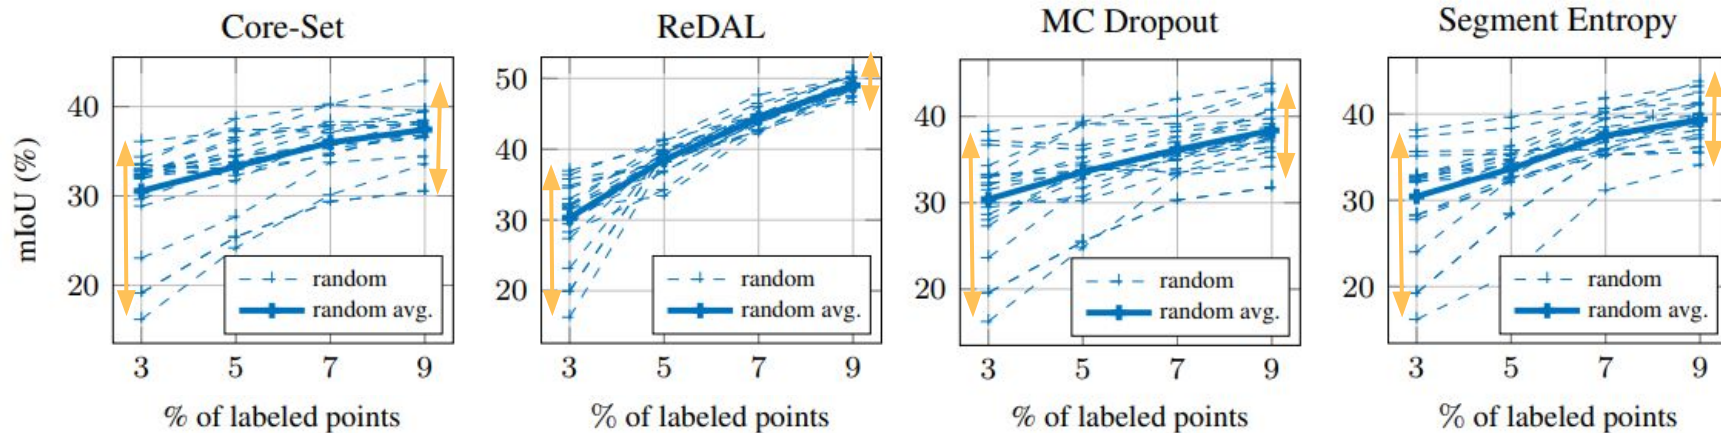 Core-Set
ReDAL
MC Dropout
Segment Entropy
mIoU (%)
40
30
20
random
random avg.
3 5 7 9
% of labeled points
50
40
30
20
random
random avg.
3 5 7 9
% of labeled points
40
30
20
random
random avg.
3 5 7 9
% of labeled points
40
30
20
random
random avg.
3 5 7 9
% of labeled points